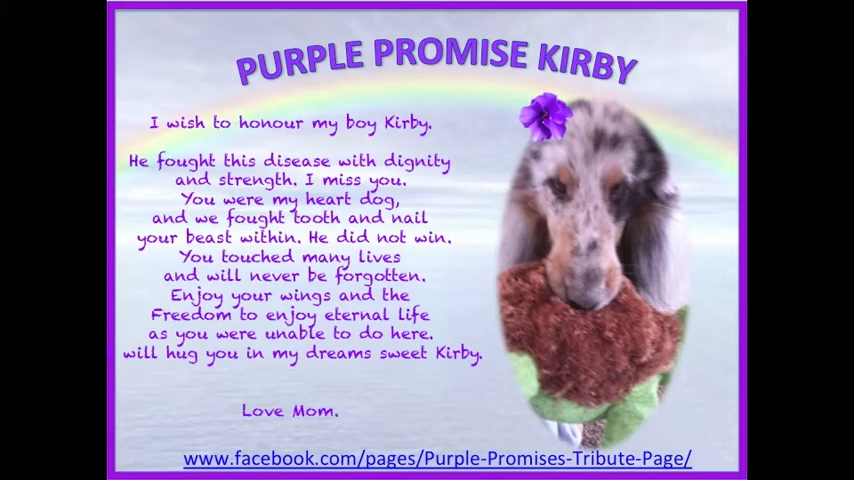 PURPLE PROMISE KIRBY
I wish to honour my boy Kirby.
He fought this disease with dignity
and strength. I miss you.
You were my heart dog,
and we fought tooth and nail
your beast within. He did not win.
You touched many lives
and will never be forgotten.
Enjoy your wings and the
Freedom to enjoy eternal life
as you were unable to do here.
will hug you in my dreams sweet Kirby.
Love Mom.
www.facebook.com/pages/Purple-Promises-Tribute-Page/